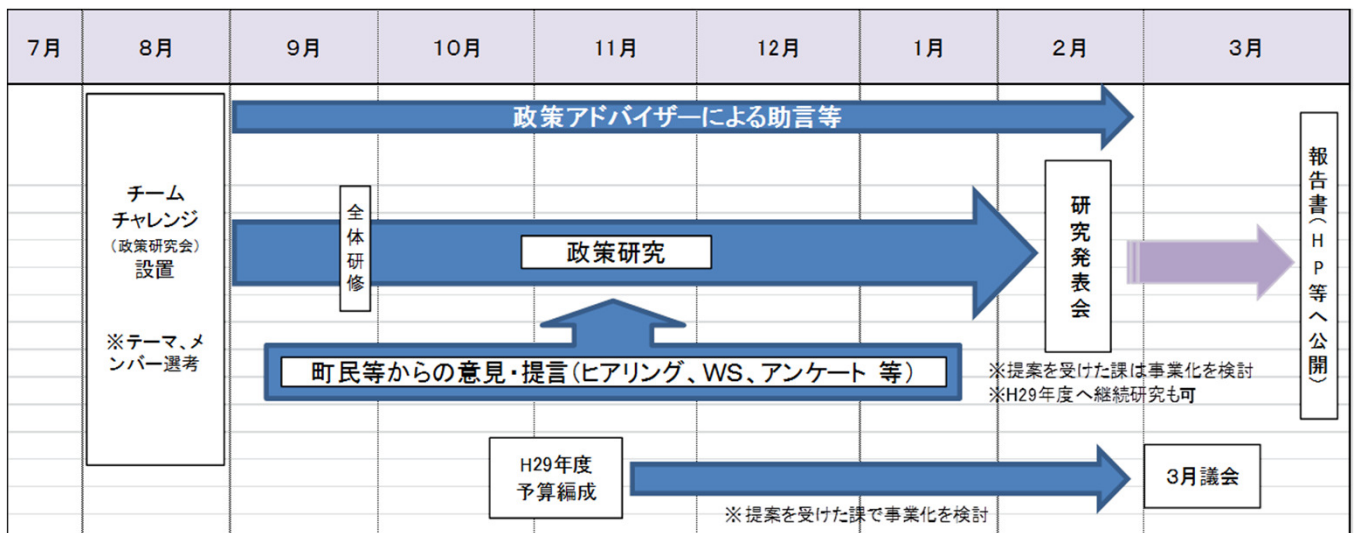 7月 8月 9月 10月 11月 12月 1月 2月 3月
政策アドバイザーによる助言等
チーム
チャレンジ
（政策研究会）
設置
※テーマ、メ
ンバー選考
全体研修
政策研究
研究発表会
報告書（HP等へ公開）
町民等からの意見・提言（ヒアリング、WS、アンケート 等）
※提案を受けた課は事業化を検討
※H29年度へ継続研究も可
H29年度
予算編成
3月議会
※提案を受けた課で事業化を検討